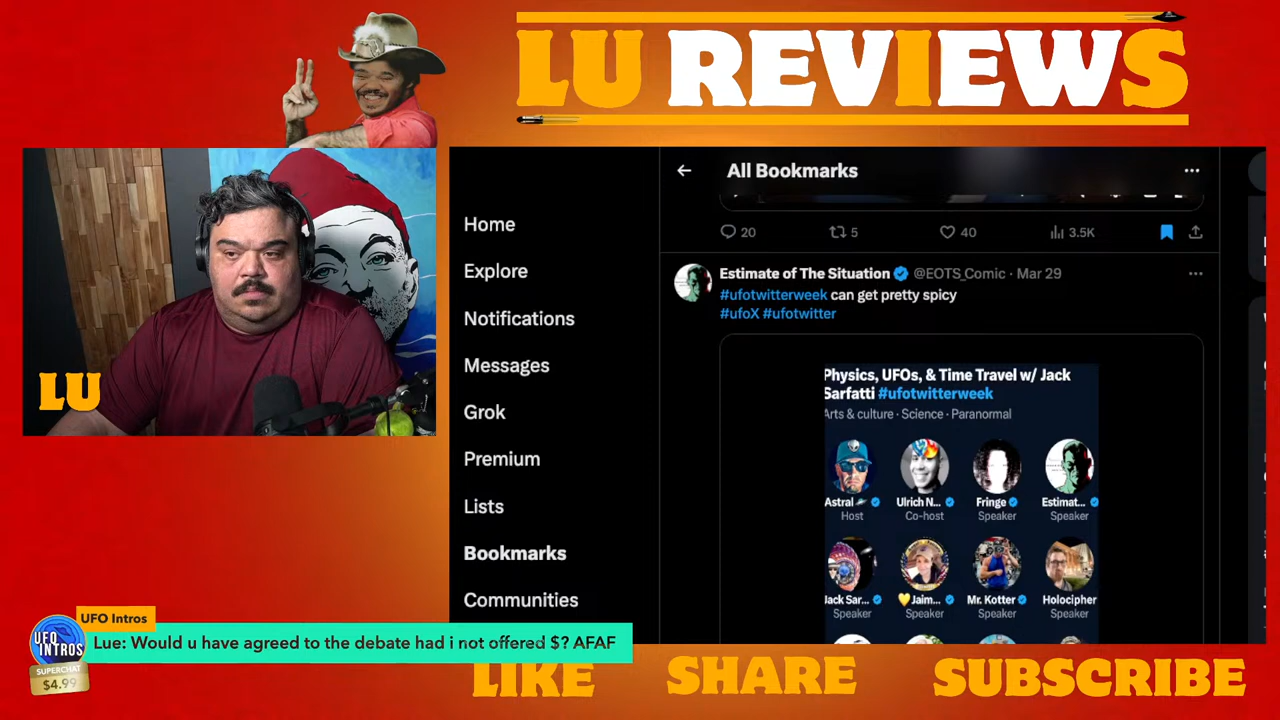 LU REVIEWS
LU
Home
Explore
Notifications
Messages
Grok
Premium
Lists
Bookmarks
Communities
All Bookmarks
20 5 40 3.5K
Estimate of The Situation @EOTS_Comic · Mar 29
#ufotwitterweek can get pretty spicy
#ufoX #ufotwitter
Physics, UFOs, & Time Travel w/ Jack
Sarfatti #ufotwitterweek
Arts & culture · Science · Paranormal
Astral Ulrich N... Fringe Estimat...
Host Co-host Speaker Speaker
Jack Sar... Jaim... Mr. Kotter Holocipher
Speaker Speaker Speaker Speaker
UFO Intros
Lue: Would u have agreed to the debate had i not offered $? AFAF
UFO
INTROS
SUPERCHAT
$4.99
LIKE SHARE SUBSCRIBE